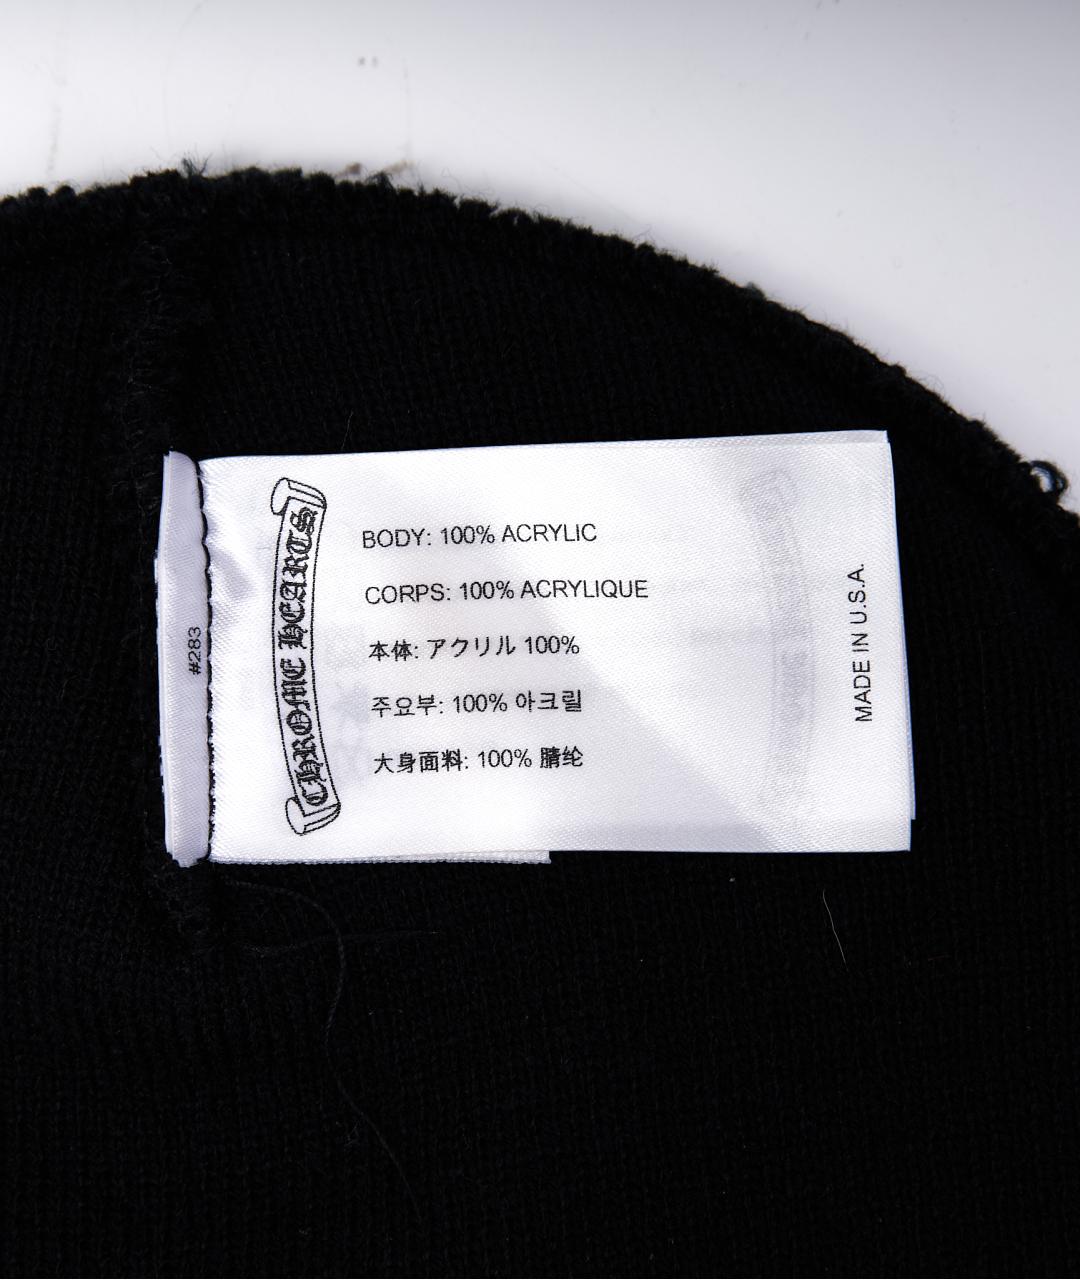 CHROME HEARTS
BODY: 100% ACRYLIC
CORPS: 100% ACRYLIQUE
本体: アクリル 100%
주요부: 100% 아크릴
大身面料: 100% 腈纶
MADE IN U.S.A.
#283